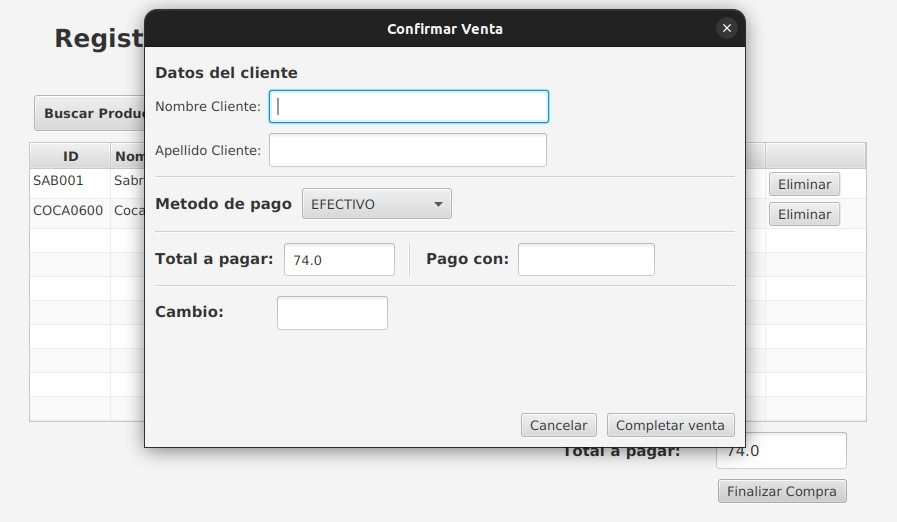 Confirmar Venta
Regist
Datos del cliente
Nombre Cliente:
Apellido Cliente:
Buscar Produ
ID Nom
SAB001 Sabr Eliminar
COCA0600 Coca Eliminar
Metodo de pago EFECTIVO
Total a pagar: 74.0 Pago con:
Cambio:
Cancelar Completar venta
Total a pagar: 74.0
Finalizar Compra